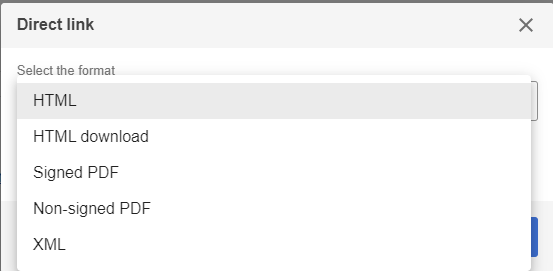 Direct link
Select the format
HTML
HTML download
Signed PDF
Non-signed PDF
XML